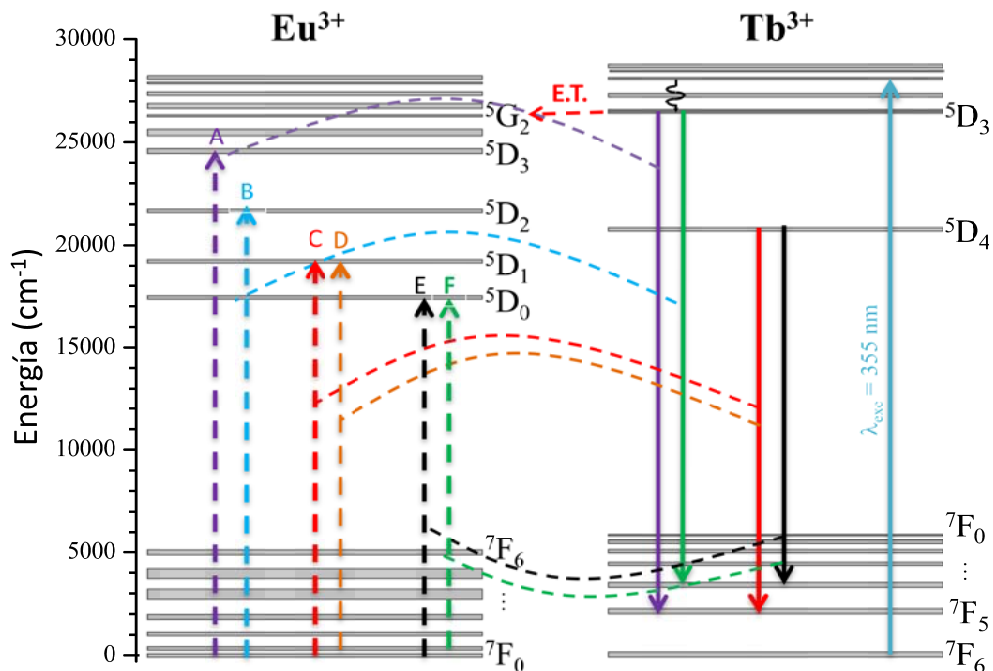 Eu³⁺
Tb³⁺
Energía (cm⁻¹)
30000
25000
20000
15000
10000
5000
0
A
B
C
D
E
F
⁵G₂
⁵D₃
⁵D₂
⁵D₁
⁵D₀
⁷F₆
⋮
⁷F₀
E.T.
λexc = 355 nm
⁵D₃
⁵D₄
⁷F₀
⋮
⁷F₅
⁷F₆